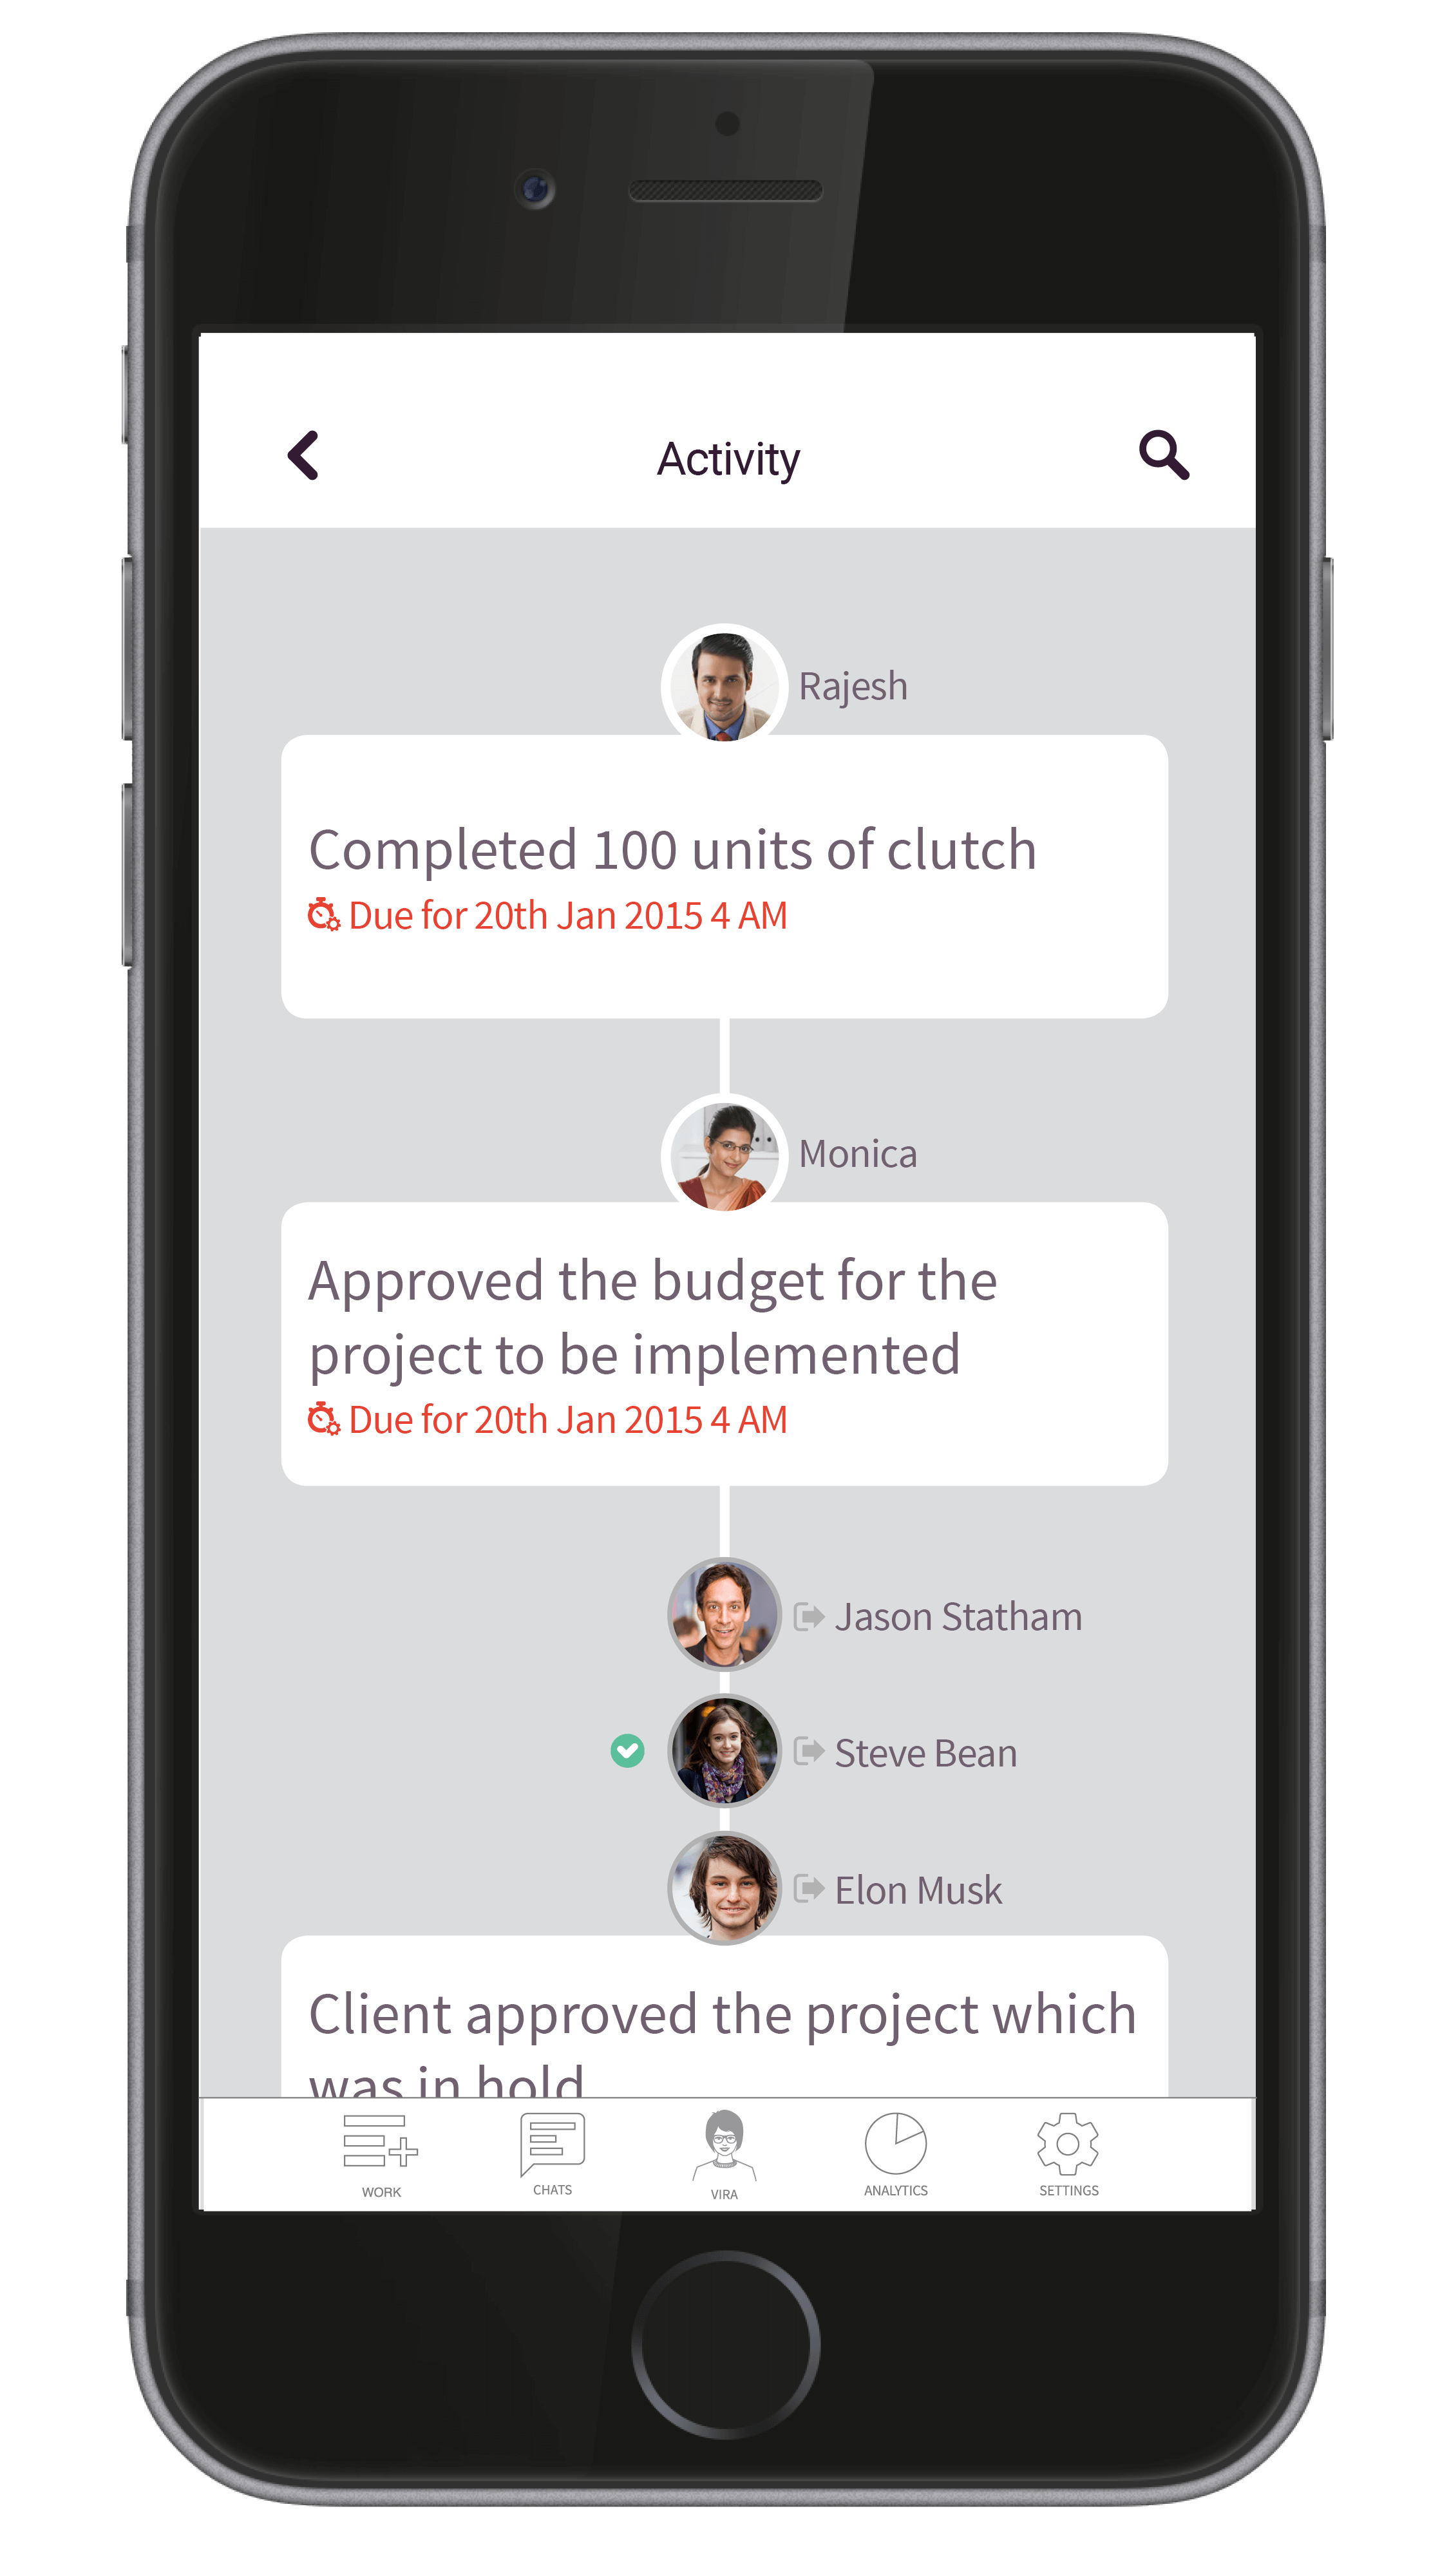 Activity
Rajesh
Completed 100 units of clutch
Due for 20th Jan 2015 4 AM
Monica
Approved the budget for the
project to be implemented
Due for 20th Jan 2015 4 AM
Jason Statham
Steve Bean
Elon Musk
Client approved the project which
was in hold
WORK
CHATS
VIRA
ANALYTICS
SETTINGS